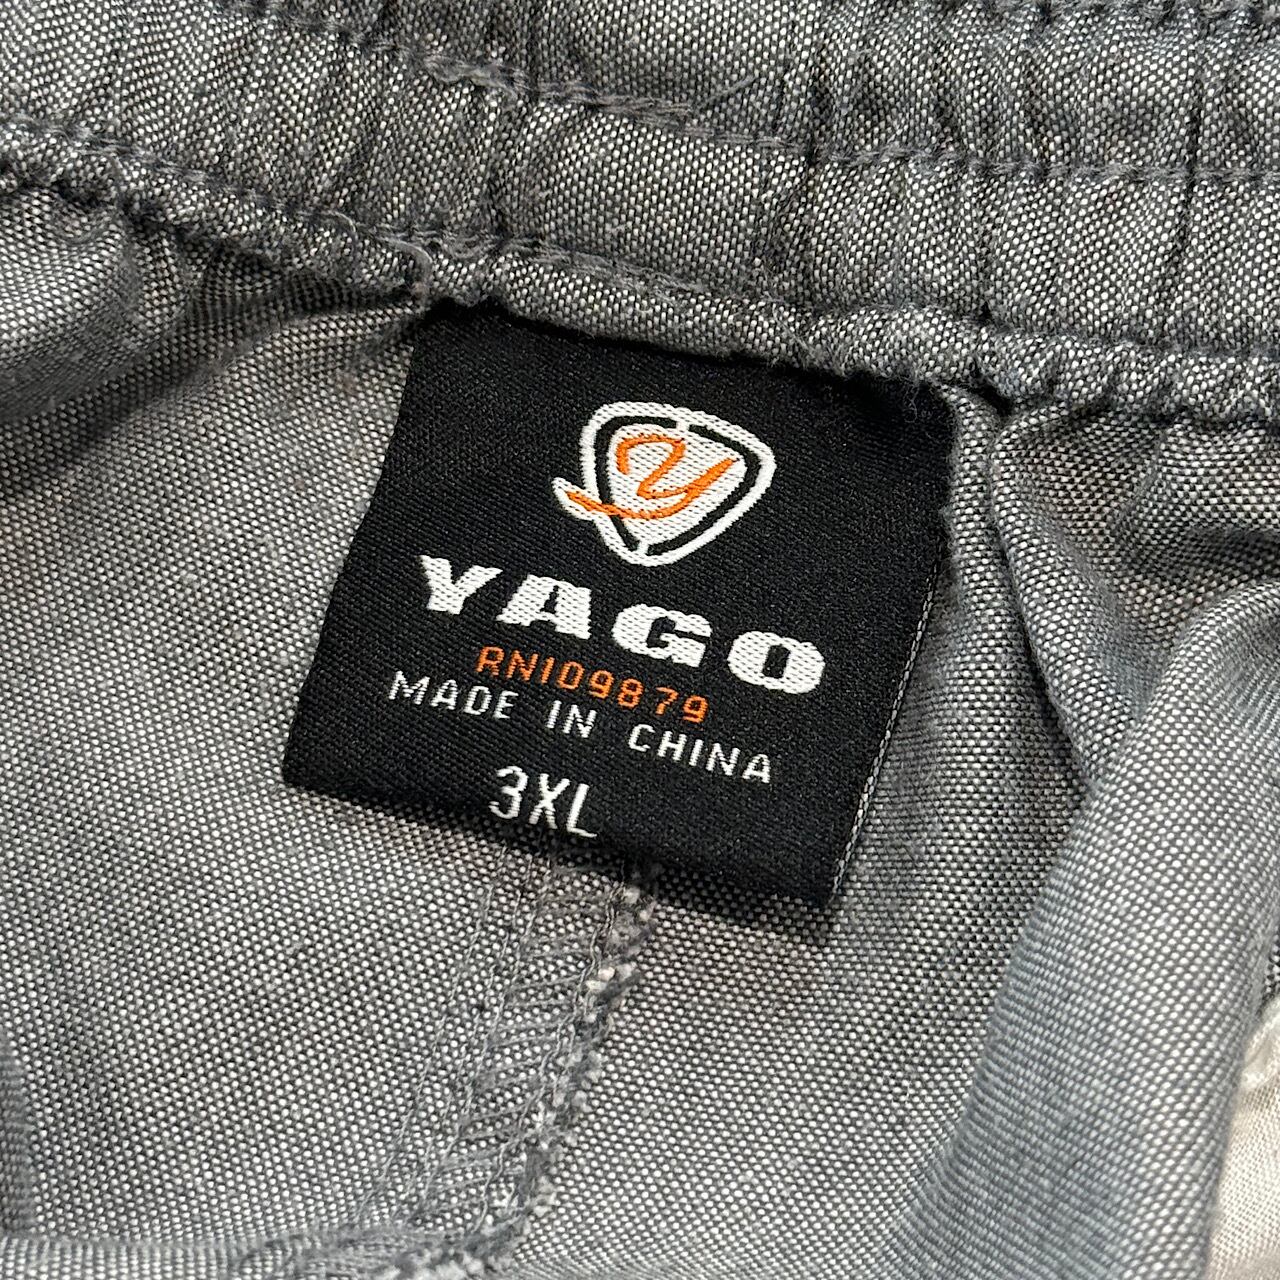 Y
YAGO
RN109879
MADE IN CHINA
3XL